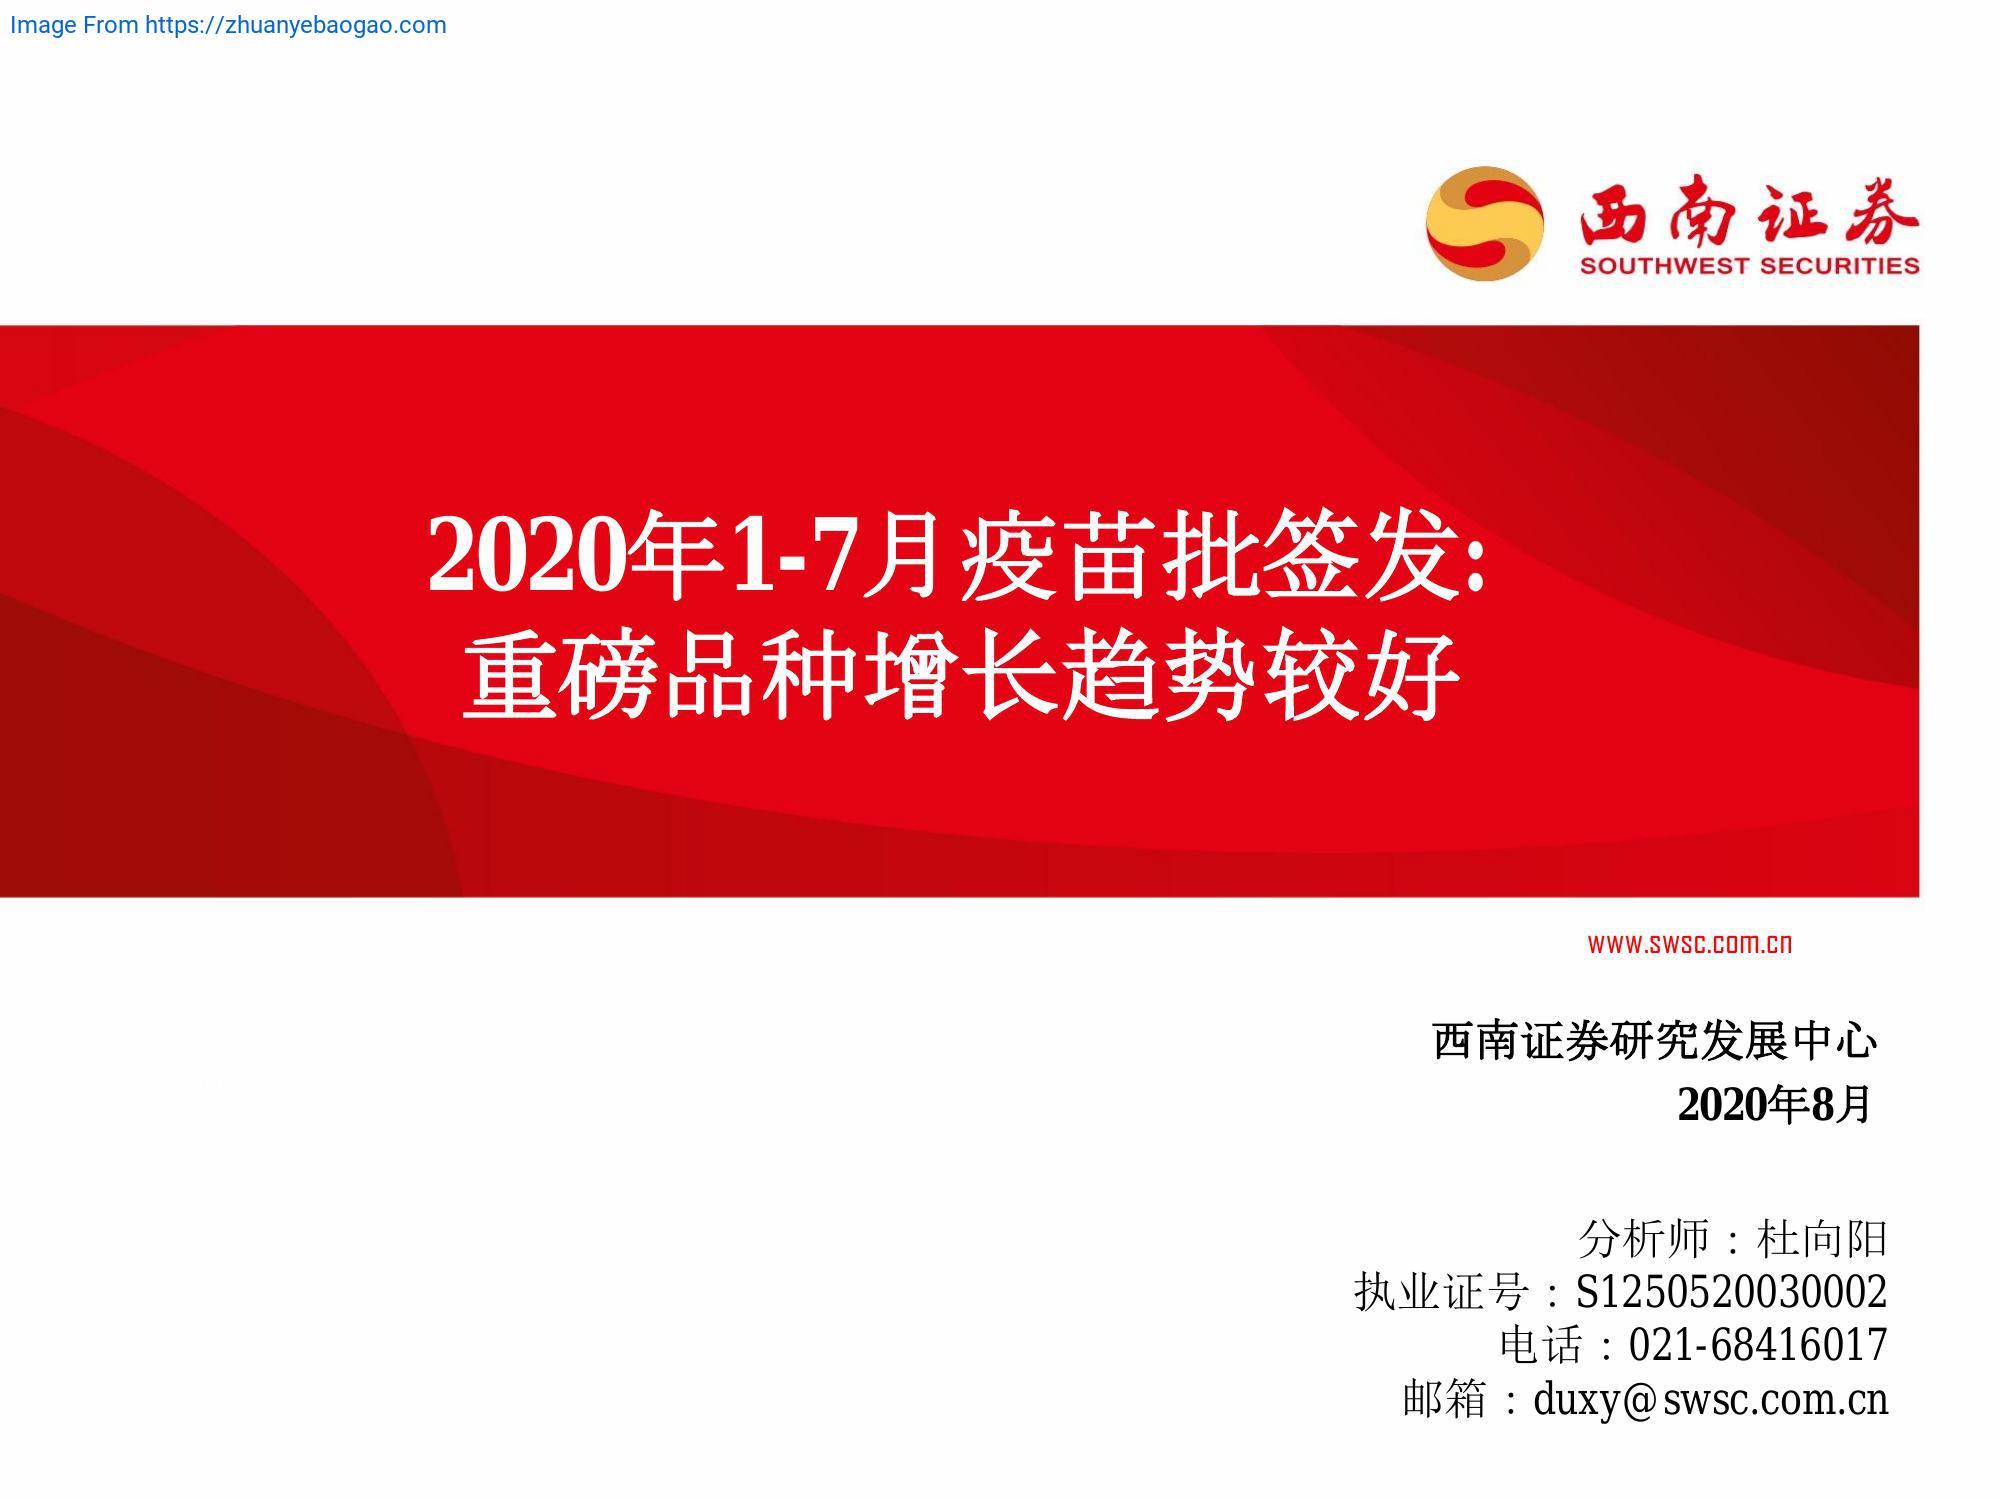 Image From https://zhuanyebaogao.com
西南证券
SOUTHWEST SECURITIES
2020年1-7月疫苗批签发:
重磅品种增长趋势较好
www.swsc.com.cn
西南证券研究发展中心
2020年8月
分析师：杜向阳
执业证号：S1250520030002
电话：021-68416017
邮箱：duxy@swsc.com.cn